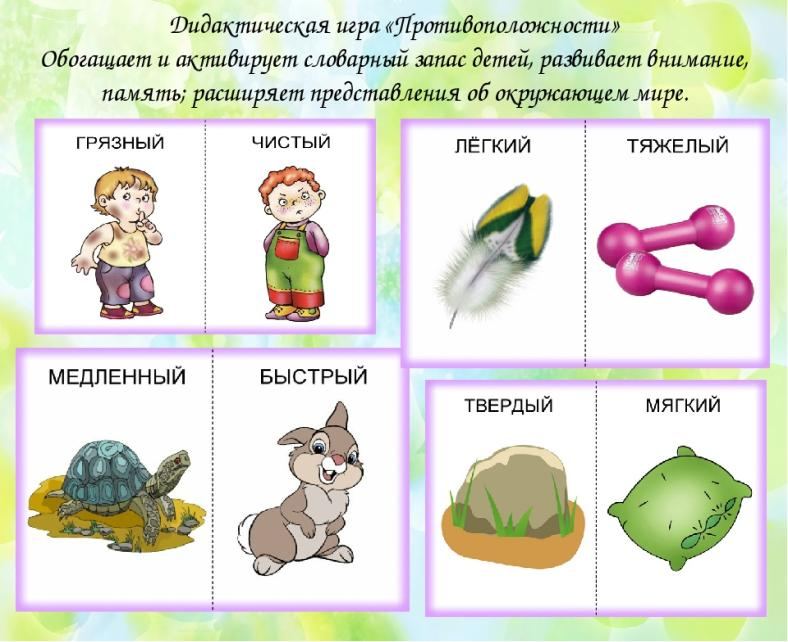 Дидактическая игра «Противоположности»
Обогащает и активирует словарный запас детей, развивает внимание,
память; расширяет представления об окружающем мире.
ГРЯЗНЫЙ ЧИСТЫЙ
ЛЁГКИЙ ТЯЖЕЛЫЙ
МЕДЛЕННЫЙ БЫСТРЫЙ
ТВЕРДЫЙ МЯГКИЙ